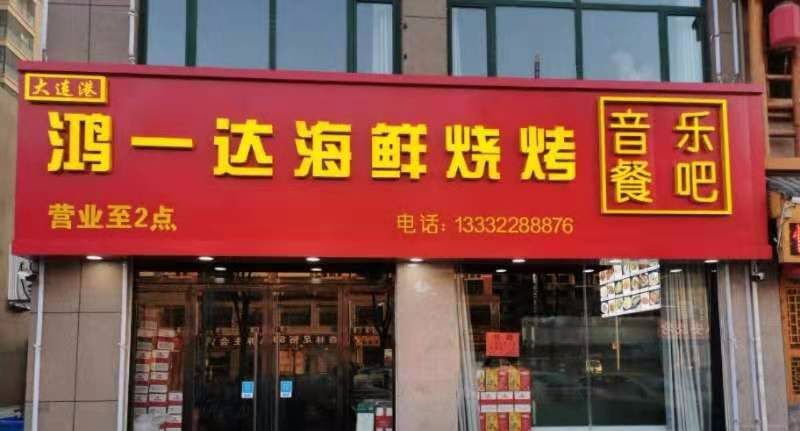 大连港
鸿一达海鲜烧烤
音乐
餐吧
营业至2点
电话：13332288876